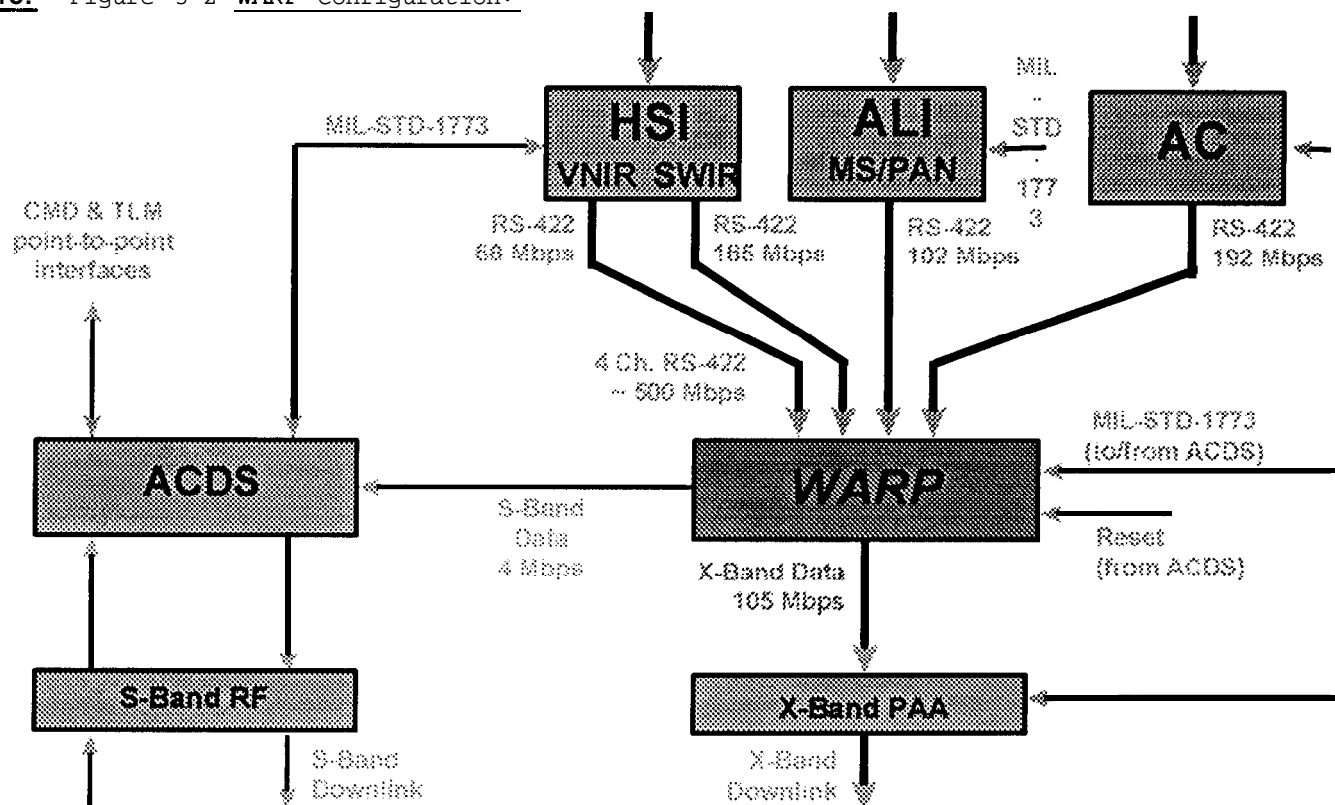 Figure 3-2 WARP Configuration.
HSI
VNIR SWIR
ALI
MS/PAN
MIL
-
STD
-
177
3
AC
MIL-STD-1773
CMD & TLM
point-to-point
interfaces
RS-422
60 Mbps
RS-422
165 Mbps
RS-422
102 Mbps
RS-422
192 Mbps
4 Ch. RS-422
~ 500 Mbps
ACDS
WARP
MIL-STD-1773
(to/from ACDS)
S-Band
Data
4 Mbps
Reset
(from ACDS)
X-Band Data
105 Mbps
S-Band RF
X-Band PAA
S-Band
Downlink
X-Band
Downlink